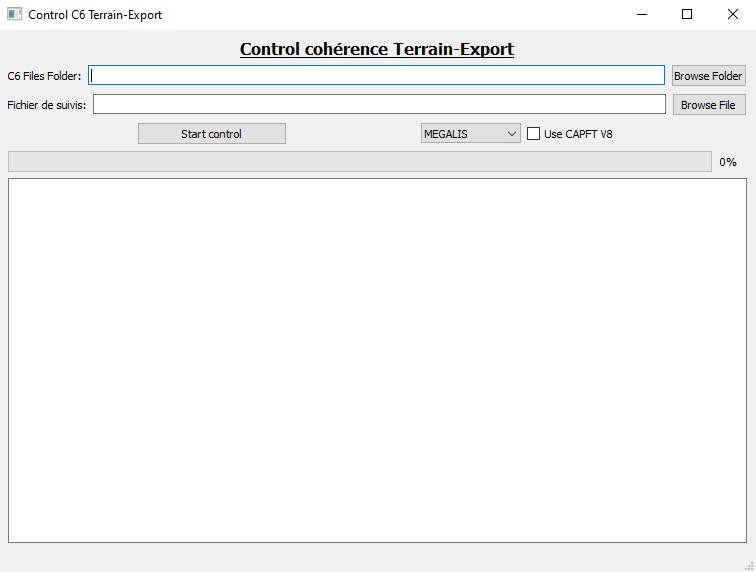 Control C6 Terrain-Export
Control cohérence Terrain-Export
C6 Files Folder: Browse Folder
Fichier de suivis: Browse File
Start control MEGALIS Use CAPFT V8
0%